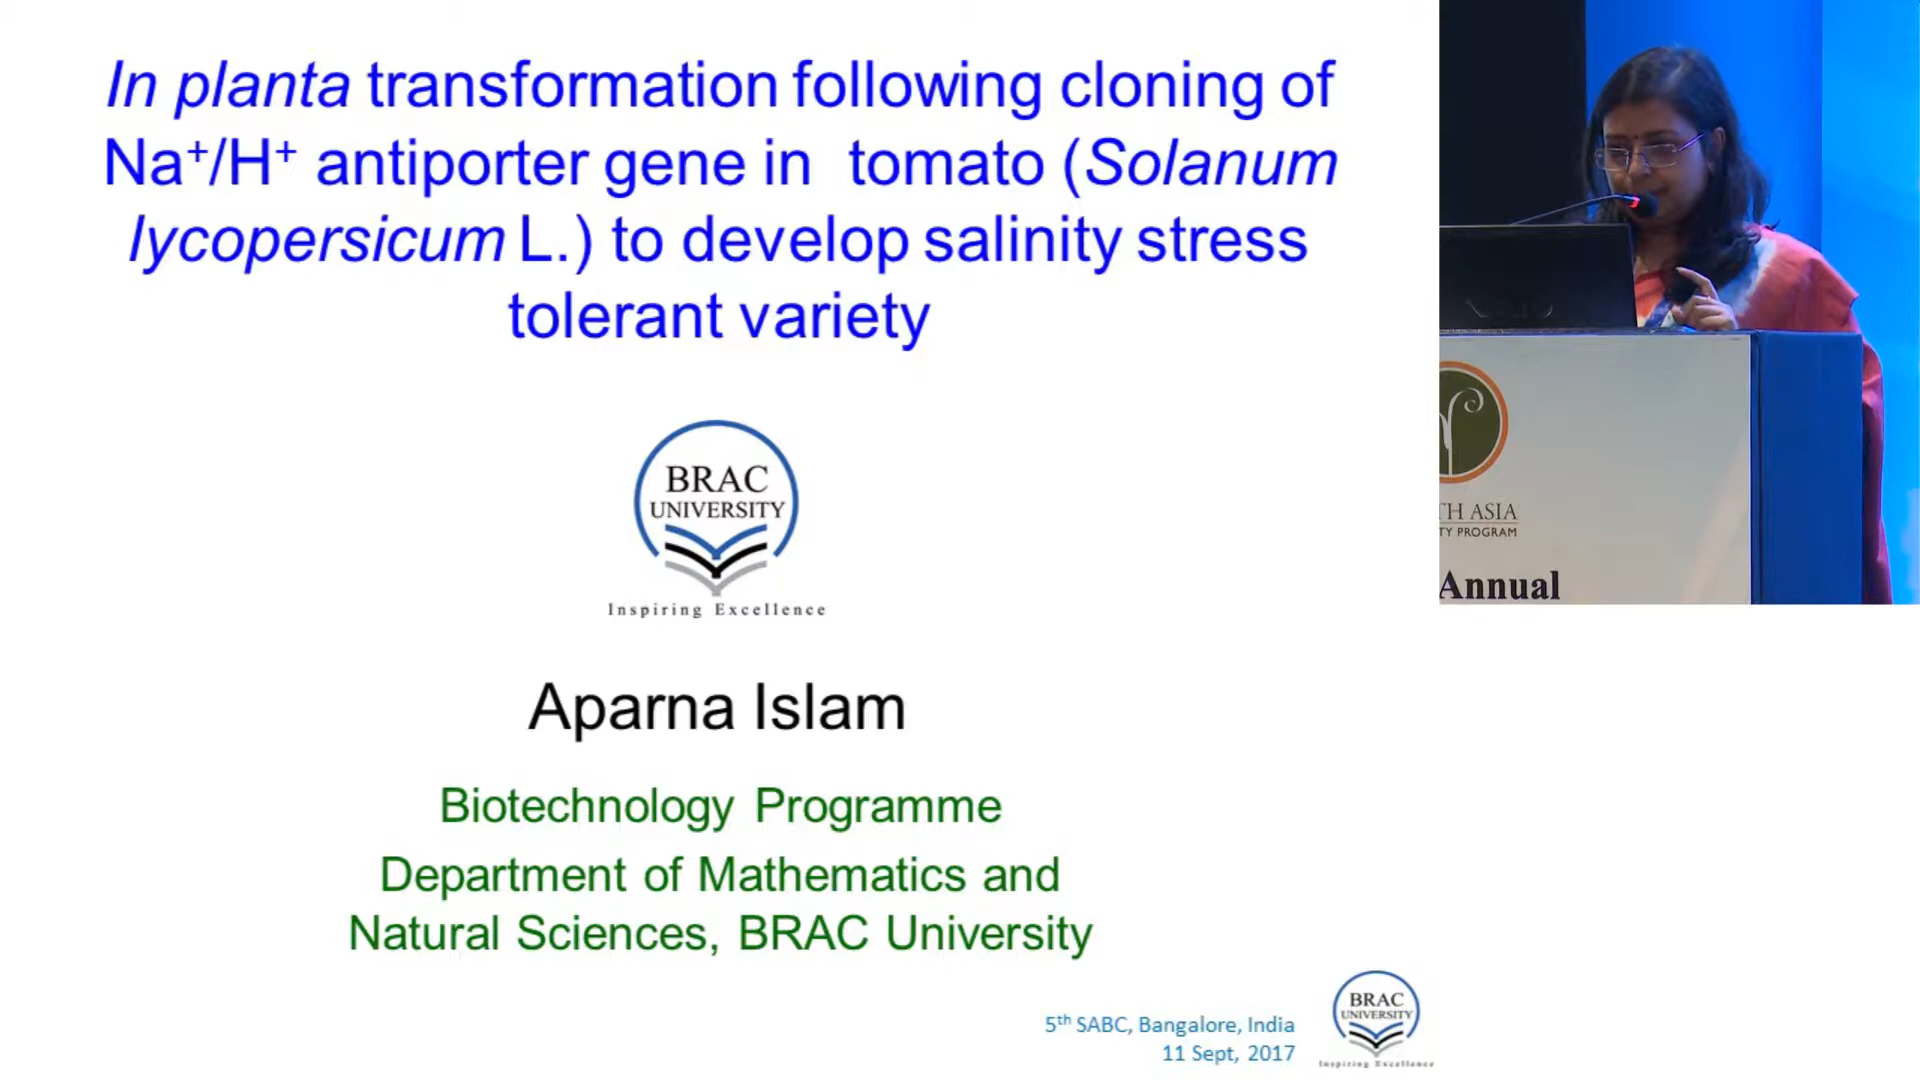 In planta transformation following cloning of
Na⁺/H⁺ antiporter gene in tomato (Solanum
lycopersicum L.) to develop salinity stress
tolerant variety
BRAC
UNIVERSITY
Inspiring Excellence
Aparna Islam
Biotechnology Programme
Department of Mathematics and
Natural Sciences, BRAC University
5th SABC, Bangalore, India
11 Sept, 2017
BRAC
UNIVERSITY
Inspiring Excellence
TH ASIA
TY PROGRAM
Annual